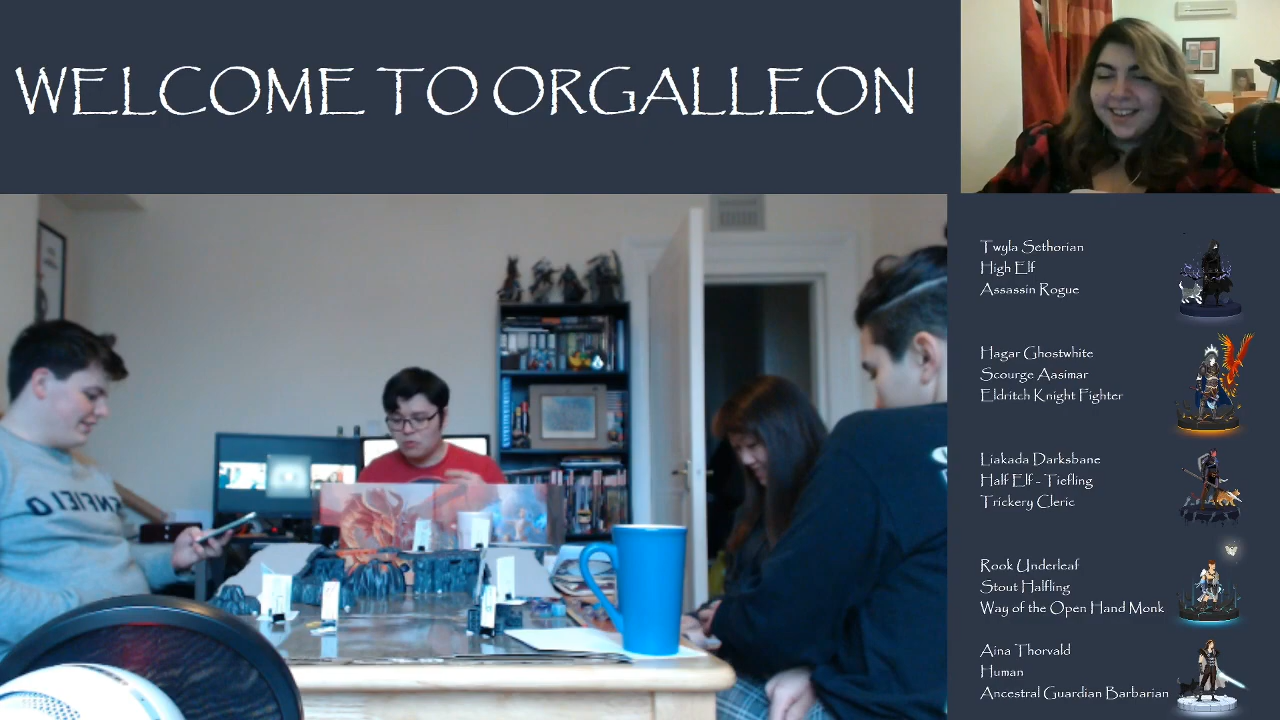 WELCOME TO ORGALLEON
Twyla Sethorian
High Elf
Assassin Rogue
Hagar Ghostwhite
Scourge Aasimar
Eldritch Knight Fighter
Liakada Darksbane
Half Elf - Tiefling
Trickery Cleric
Rook Underleaf
Stout Halfling
Way of the Open Hand Monk
Aina Thorvald
Human
Ancestral Guardian Barbarian